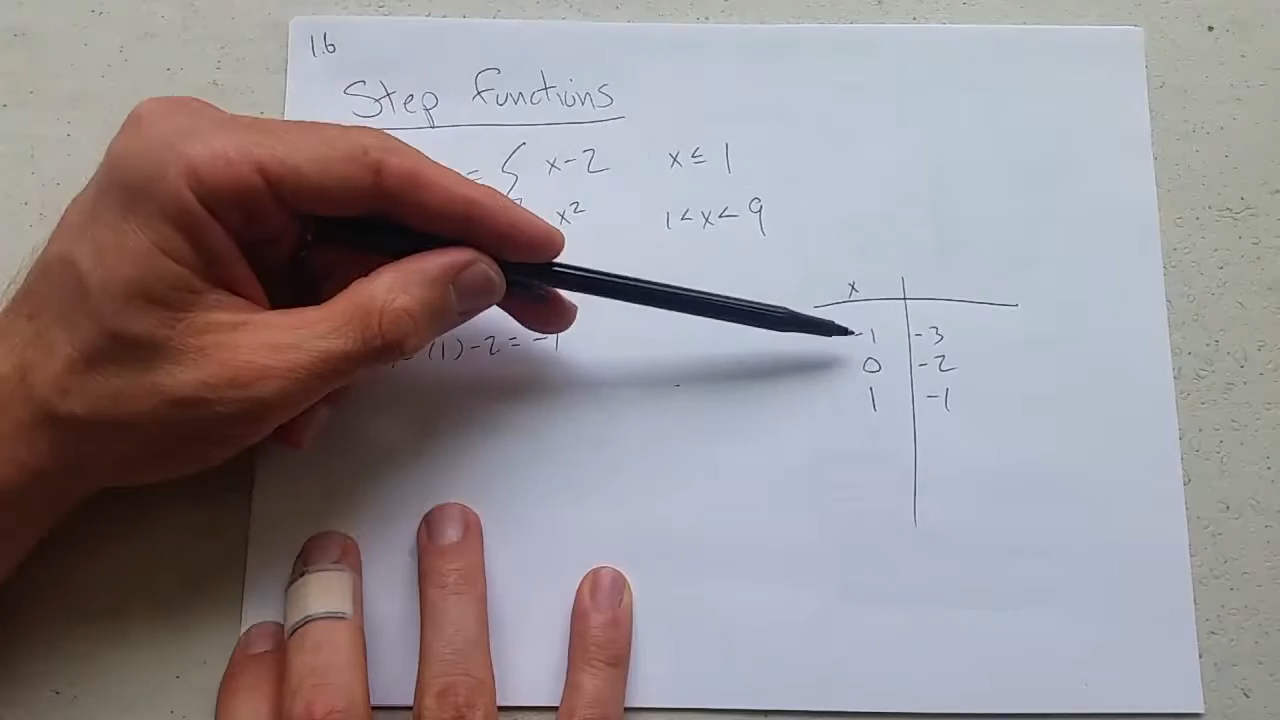 1.6
Step Functions
= { x-2 x ≤ 1
x² 1 < x < 9
x
-1 -3
(1)-2 = -1
0 -2
1 -1